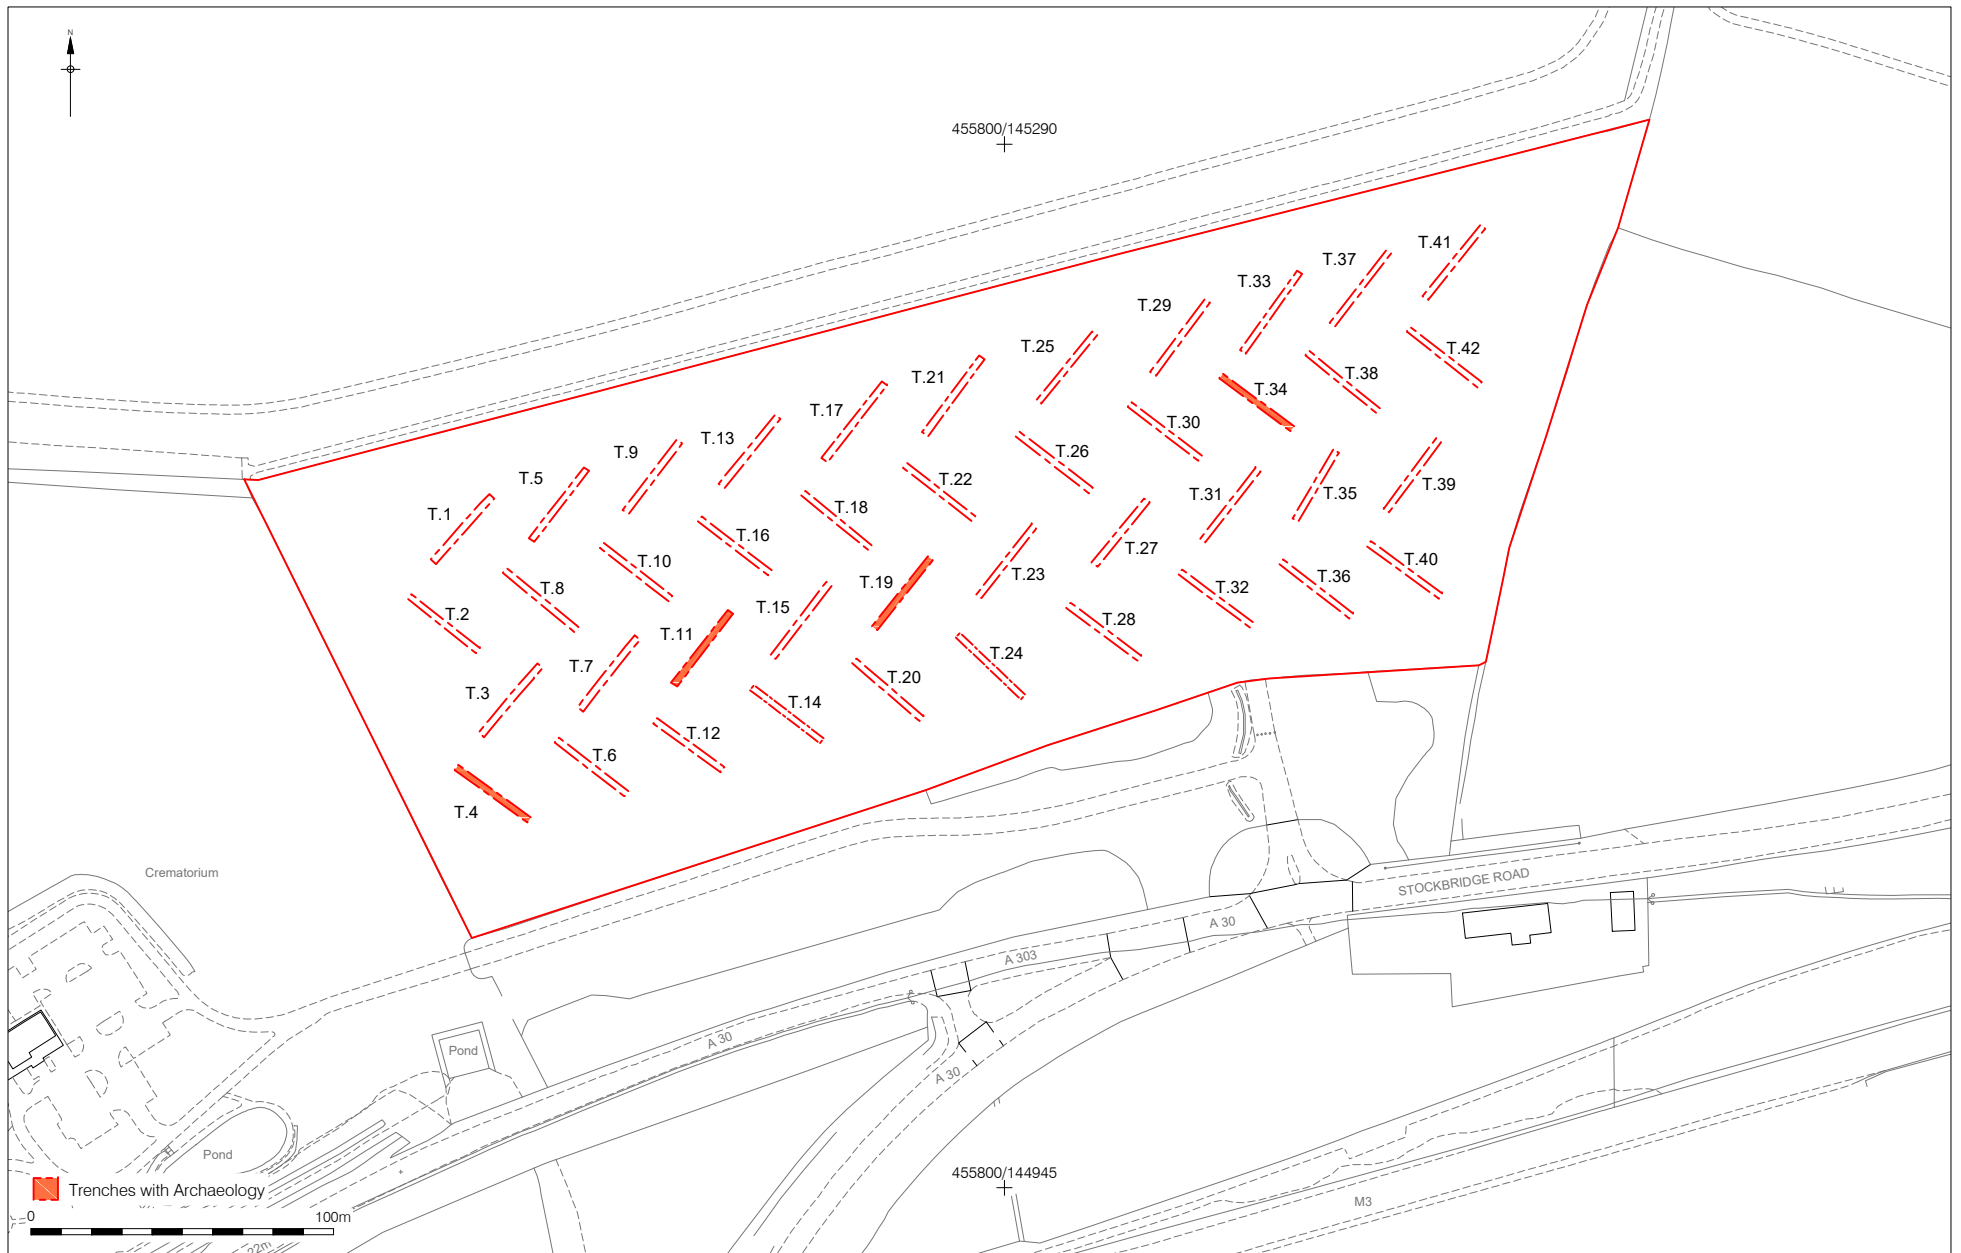 N
455800/145290
T.41
T.37
T.33
T.29
T.25
T.21
T.17
T.13
T.9
T.5
T.1
T.42
T.38
T.34
T.30
T.26
T.22
T.18
T.16
T.10
T.8
T.2
T.39
T.35
T.31
T.27
T.23
T.19
T.15
T.11
T.7
T.3
T.40
T.36
T.32
T.28
T.24
T.20
T.14
T.12
T.6
T.4
Crematorium
STOCKBRIDGE ROAD
A 30
A 303
A 30
A 30
Pond
Pond
455800/144945
M3
Trenches with Archaeology
0 100m
22m